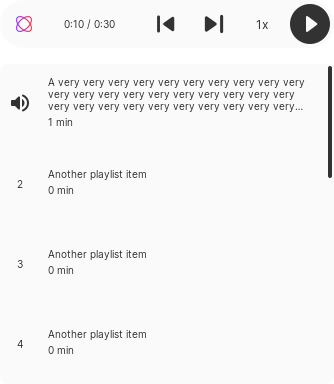 0:10 / 0:30
1x
A very very very very very very very very very very
very very very very very very very very very very
very very very very very very very very very very...
1 min
2
Another playlist item
0 min
3
Another playlist item
0 min
4
Another playlist item
0 min